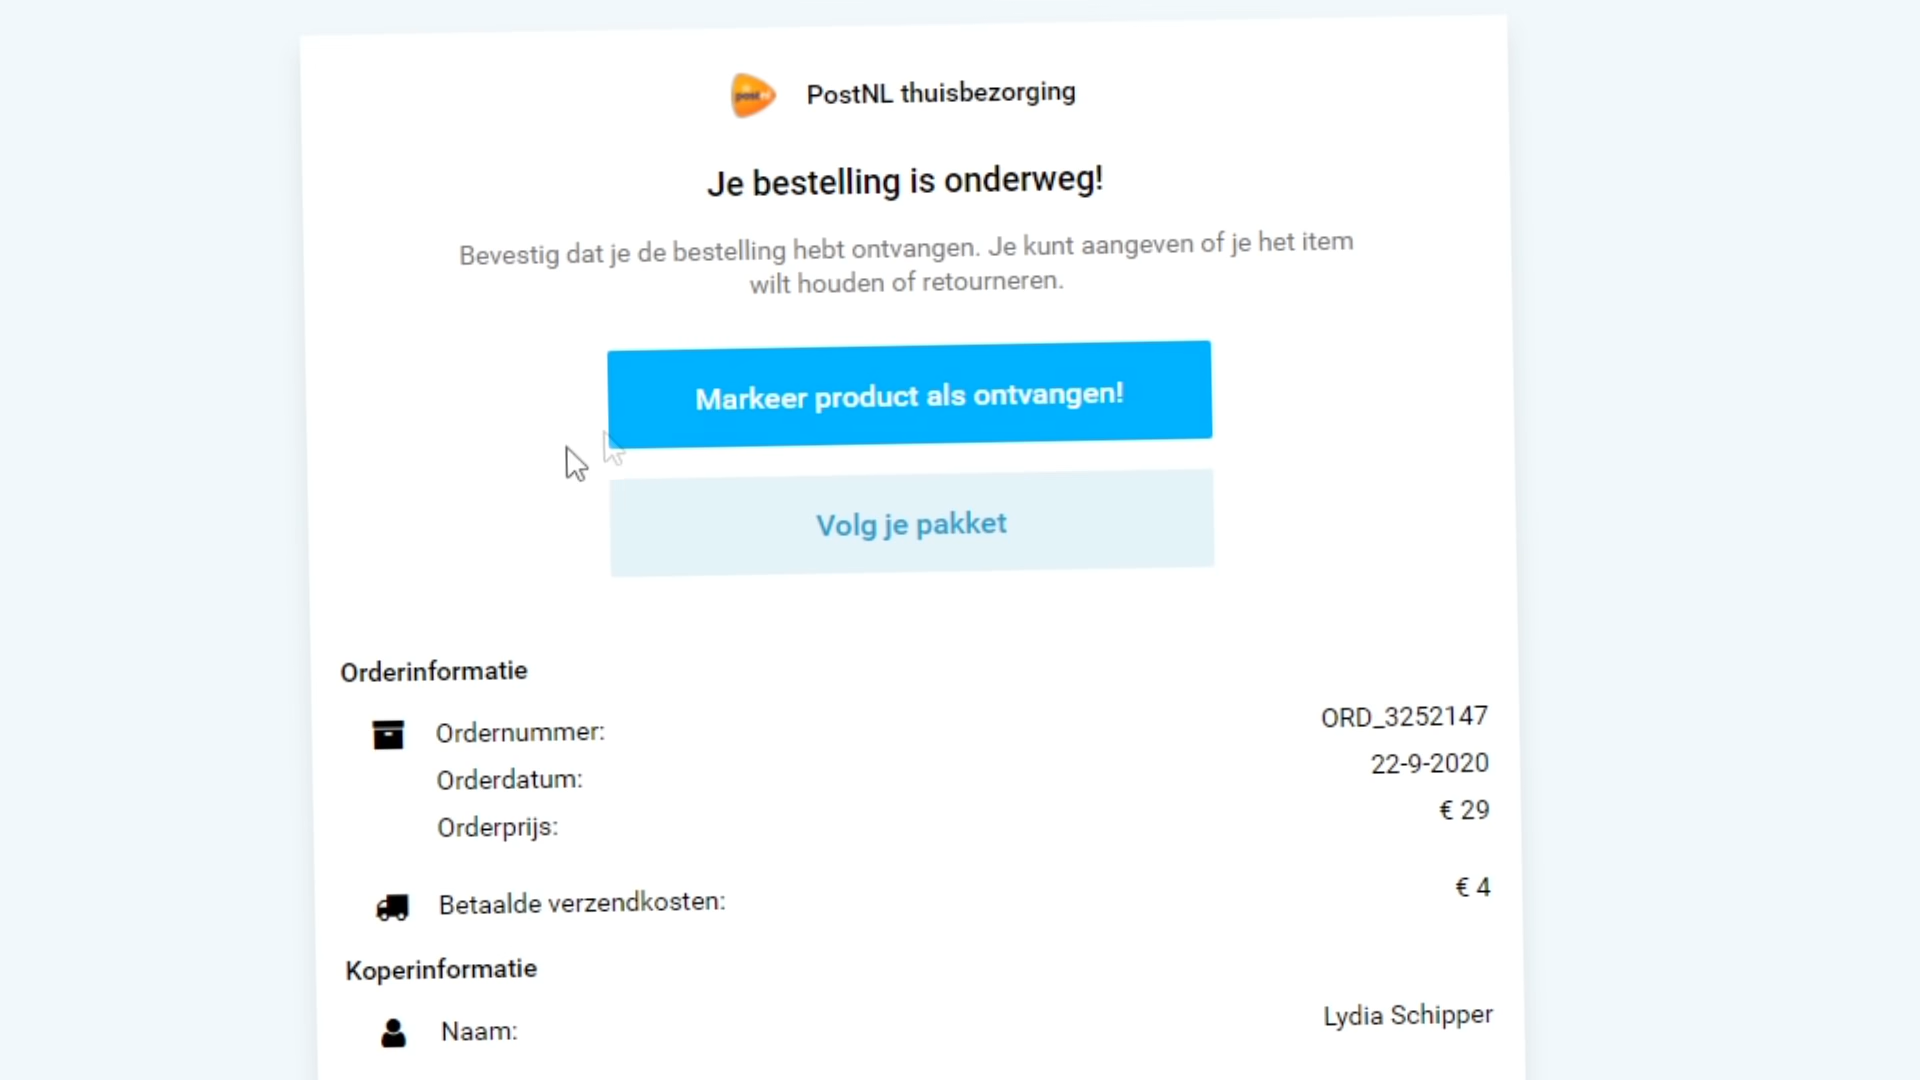 PostNL thuisbezorging
Je bestelling is onderweg!
Bevestig dat je de bestelling hebt ontvangen. Je kunt aangeven of je het item
wilt houden of retourneren.
Markeer product als ontvangen!
Volg je pakket
Orderinformatie
Ordernummer: ORD_3252147
Orderdatum: 22-9-2020
Orderprijs: € 29
Betaalde verzendkosten: € 4
Koperinformatie
Naam: Lydia Schipper